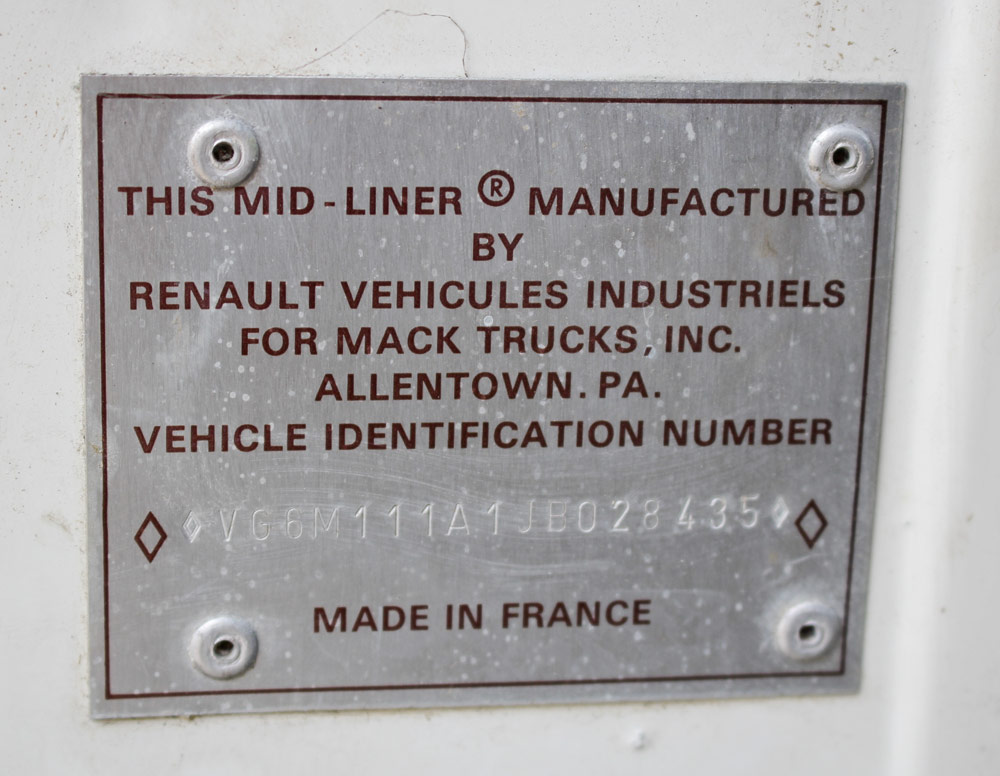 THIS MID-LINER ® MANUFACTURED
BY
RENAULT VEHICULES INDUSTRIELS
FOR MACK TRUCKS, INC.
ALLENTOWN. PA.
VEHICLE IDENTIFICATION NUMBER
VG6M111A1JB028435
MADE IN FRANCE